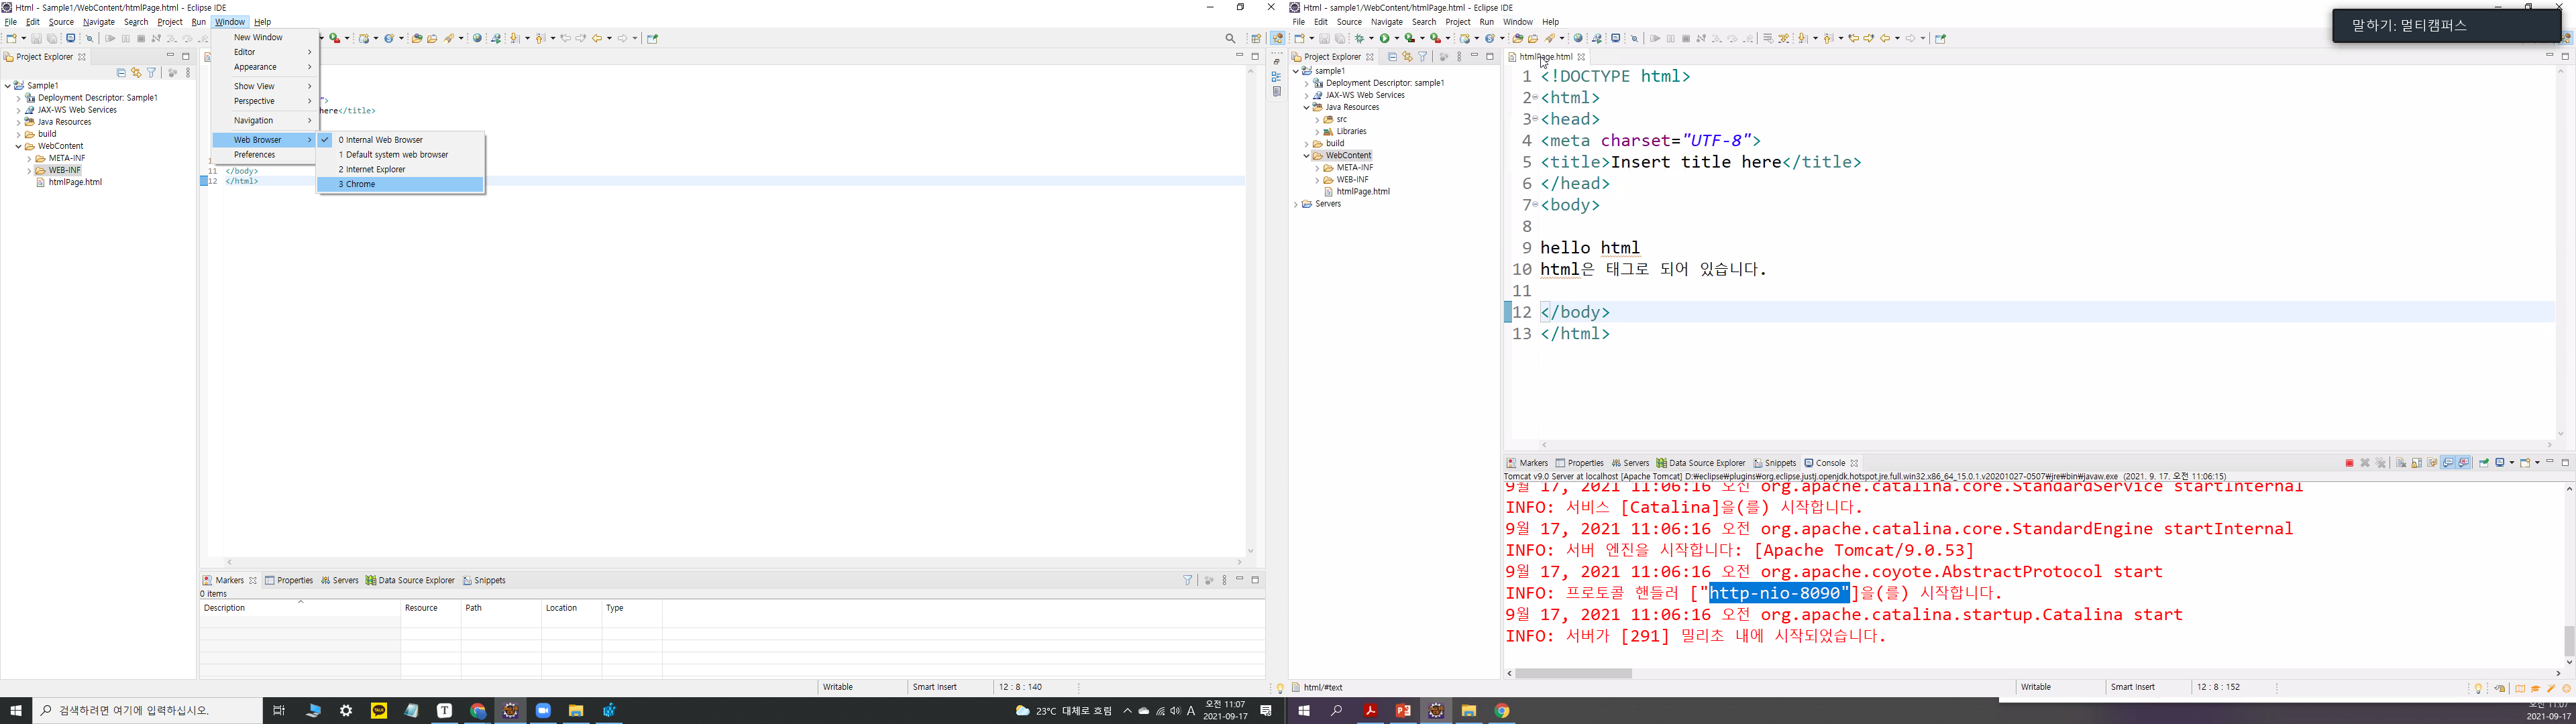 Html - Sample1/WebContent/htmlPage.html - Eclipse IDE
File Edit Source Navigate Search Project Run Window Help
Project Explorer
Sample1
Deployment Descriptor: Sample1
JAX-WS Web Services
Java Resources
build
WebContent
META-INF
WEB-INF
htmlPage.html
New Window
Editor
Appearance
Show View
Perspective
Navigation
Web Browser
Preferences
0 Internal Web Browser
1 Default system web browser
2 Internet Explorer
3 Chrome
">
here</title>
11 </body>
12 </html>
Markers Properties Servers Data Source Explorer Snippets
0 items
Description Resource Path Location Type
Writable Smart Insert 12 : 8 : 140
검색하려면 여기에 입력하십시오.
23°C 대체로 흐림 A 오전 11:07
2021-09-17
Html - sample1/WebContent/htmlPage.html - Eclipse IDE
File Edit Source Navigate Search Project Run Window Help
말하기: 멀티캠퍼스
Project Explorer
sample1
Deployment Descriptor: sample1
JAX-WS Web Services
Java Resources
src
Libraries
build
WebContent
META-INF
WEB-INF
htmlPage.html
Servers
htmlPage.html
1 <!DOCTYPE html>
2 <html>
3 <head>
4 <meta charset="UTF-8">
5 <title>Insert title here</title>
6 </head>
7 <body>
8
9 hello html
10 html은 태그로 되어 있습니다.
11
12 </body>
13 </html>
Markers Properties Servers Data Source Explorer Snippets Console
Tomcat v9.0 Server at localhost [Apache Tomcat] D:₩eclipse₩plugins₩org.eclipse.justj.openjdk.hotspot.jre.full.win32.x86_64_15.0.1.v20201027-0507₩jre₩bin₩javaw.exe (2021. 9. 17. 오전 11:06:15)
9월 17, 2021 11:06:16 오전 org.apache.catalina.core.StandardService startInternal
INFO: 서비스 [Catalina]을(를) 시작합니다.
9월 17, 2021 11:06:16 오전 org.apache.catalina.core.StandardEngine startInternal
INFO: 서버 엔진을 시작합니다: [Apache Tomcat/9.0.53]
9월 17, 2021 11:06:16 오전 org.apache.coyote.AbstractProtocol start
INFO: 프로토콜 핸들러 ["http-nio-8090"]을(를) 시작합니다.
9월 17, 2021 11:06:16 오전 org.apache.catalina.startup.Catalina start
INFO: 서버가 [291] 밀리초 내에 시작되었습니다.
html/#text
Writable Smart Insert 12 : 8 : 152
오전 11:07
2021-09-17